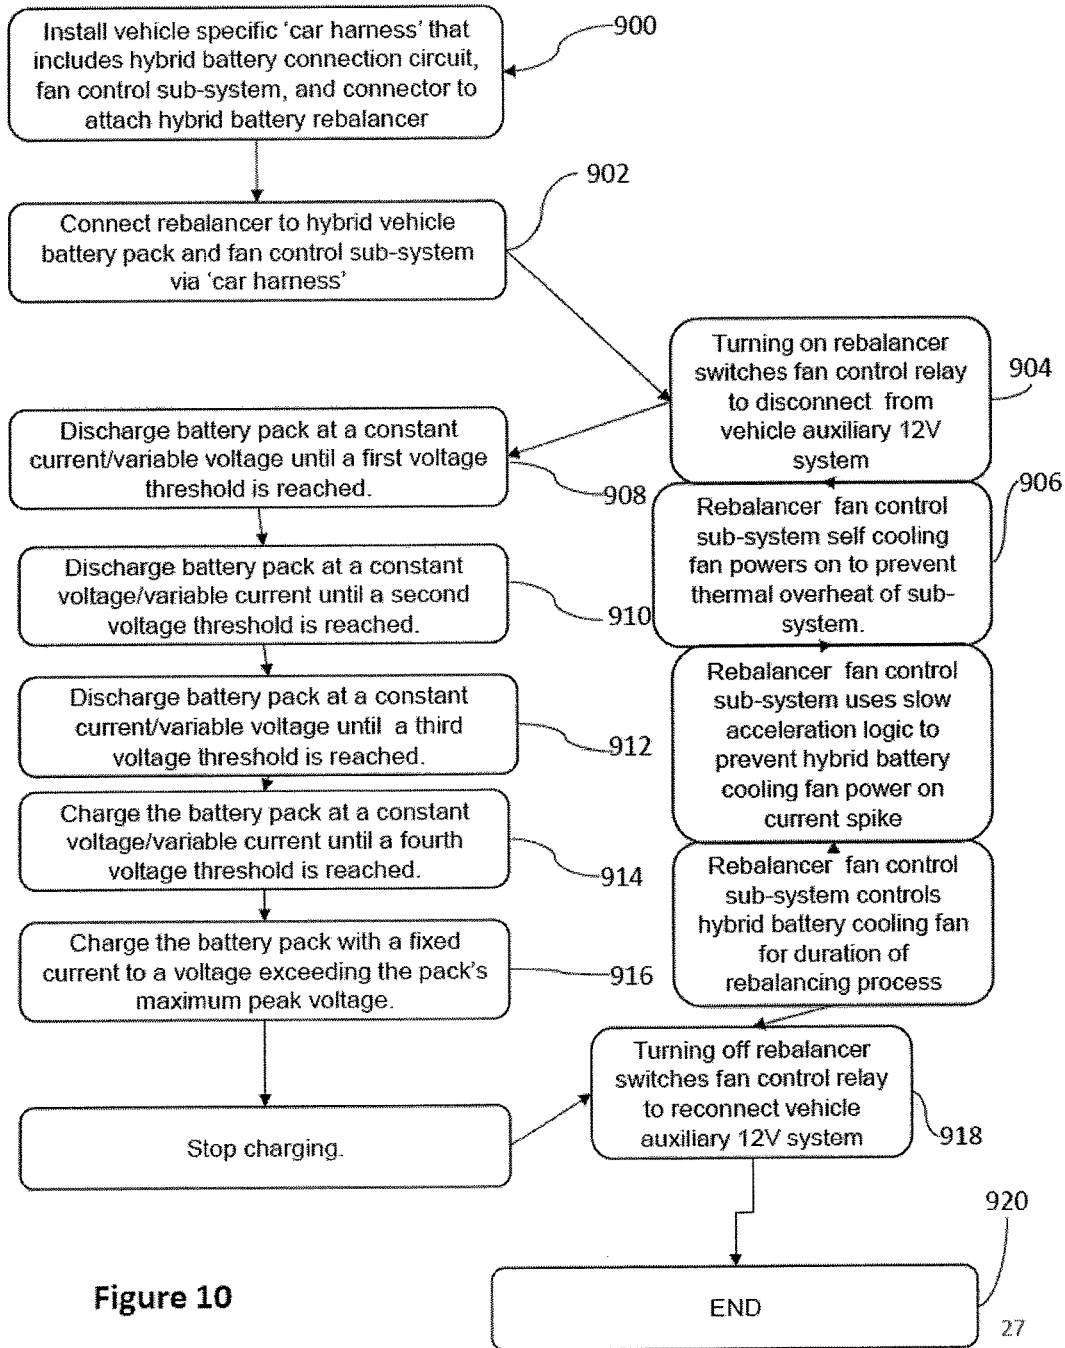 Install vehicle specific ‘car harness’ that
includes hybrid battery connection circuit,
fan control sub-system, and connector to
attach hybrid battery rebalancer
900
Connect rebalancer to hybrid vehicle
battery pack and fan control sub-system
via ‘car harness’
902
Turning on rebalancer
switches fan control relay
to disconnect from
vehicle auxiliary 12V
system
904
Rebalancer fan control
sub-system self cooling
fan powers on to prevent
thermal overheat of sub-
system.
906
Rebalancer fan control
sub-system uses slow
acceleration logic to
prevent hybrid battery
cooling fan power on
current spike
Rebalancer fan control
sub-system controls
hybrid battery cooling fan
for duration of
rebalancing process
Discharge battery pack at a constant
current/variable voltage until a first voltage
threshold is reached.
908
Discharge battery pack at a constant
voltage/variable current until a second
voltage threshold is reached.
910
Discharge battery pack at a constant
current/variable voltage until a third
voltage threshold is reached.
912
Charge the battery pack at a constant
voltage/variable current until a fourth
voltage threshold is reached.
914
Charge the battery pack with a fixed
current to a voltage exceeding the pack’s
maximum peak voltage.
916
Stop charging.
Turning off rebalancer
switches fan control relay
to reconnect vehicle
auxiliary 12V system
918
END
920
Figure 10
27